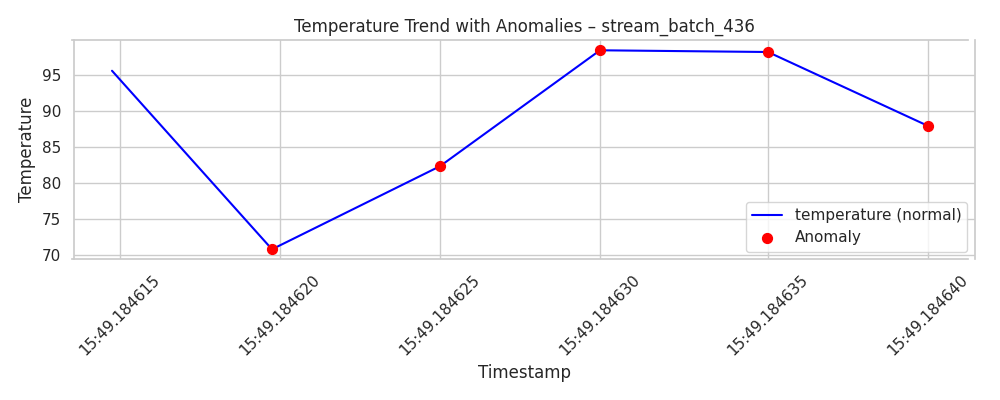 Temperature Trend with Anomalies – stream_batch_436
Temperature
95
90
85
80
75
70
temperature (normal)
Anomaly
15:49.184615
15:49.184620
15:49.184625
15:49.184630
15:49.184635
15:49.184640
Timestamp